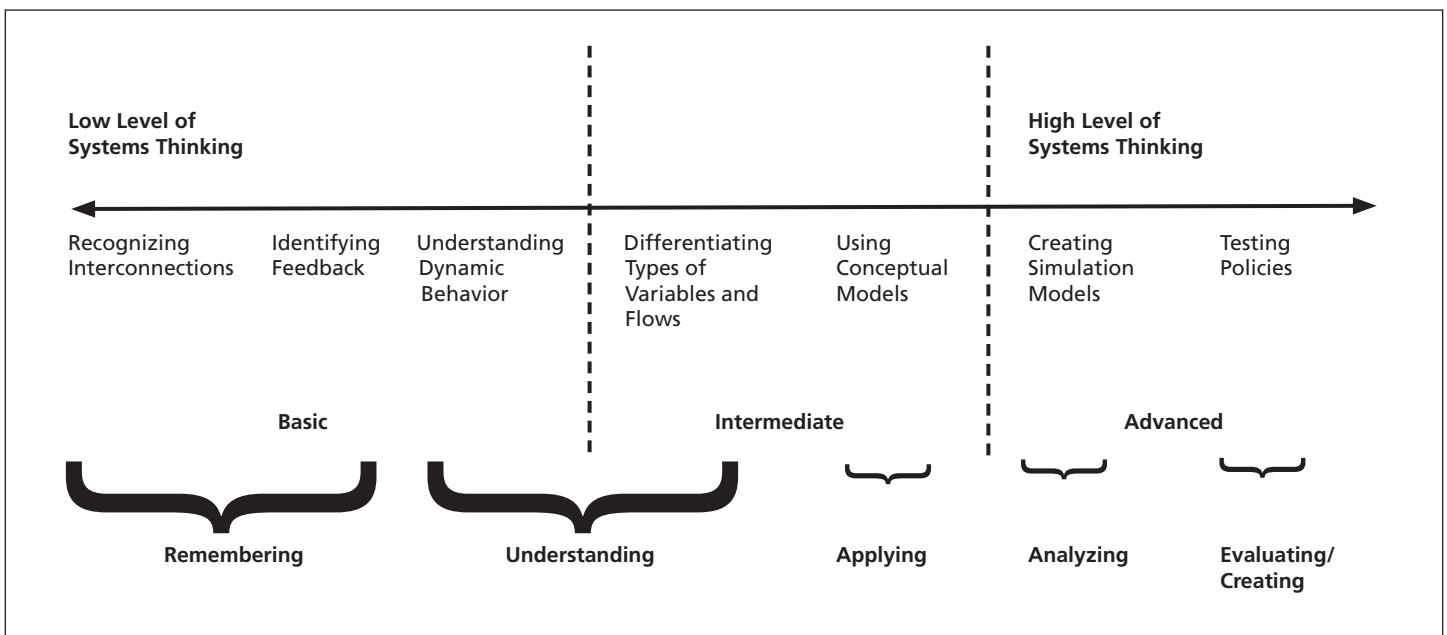 Low Level of
Systems Thinking
High Level of
Systems Thinking
Recognizing
Interconnections
Identifying
Feedback
Understanding
Dynamic
Behavior
Differentiating
Types of
Variables and
Flows
Using
Conceptual
Models
Creating
Simulation
Models
Testing
Policies
Basic
Intermediate
Advanced
Remembering
Understanding
Applying
Analyzing
Evaluating/
Creating